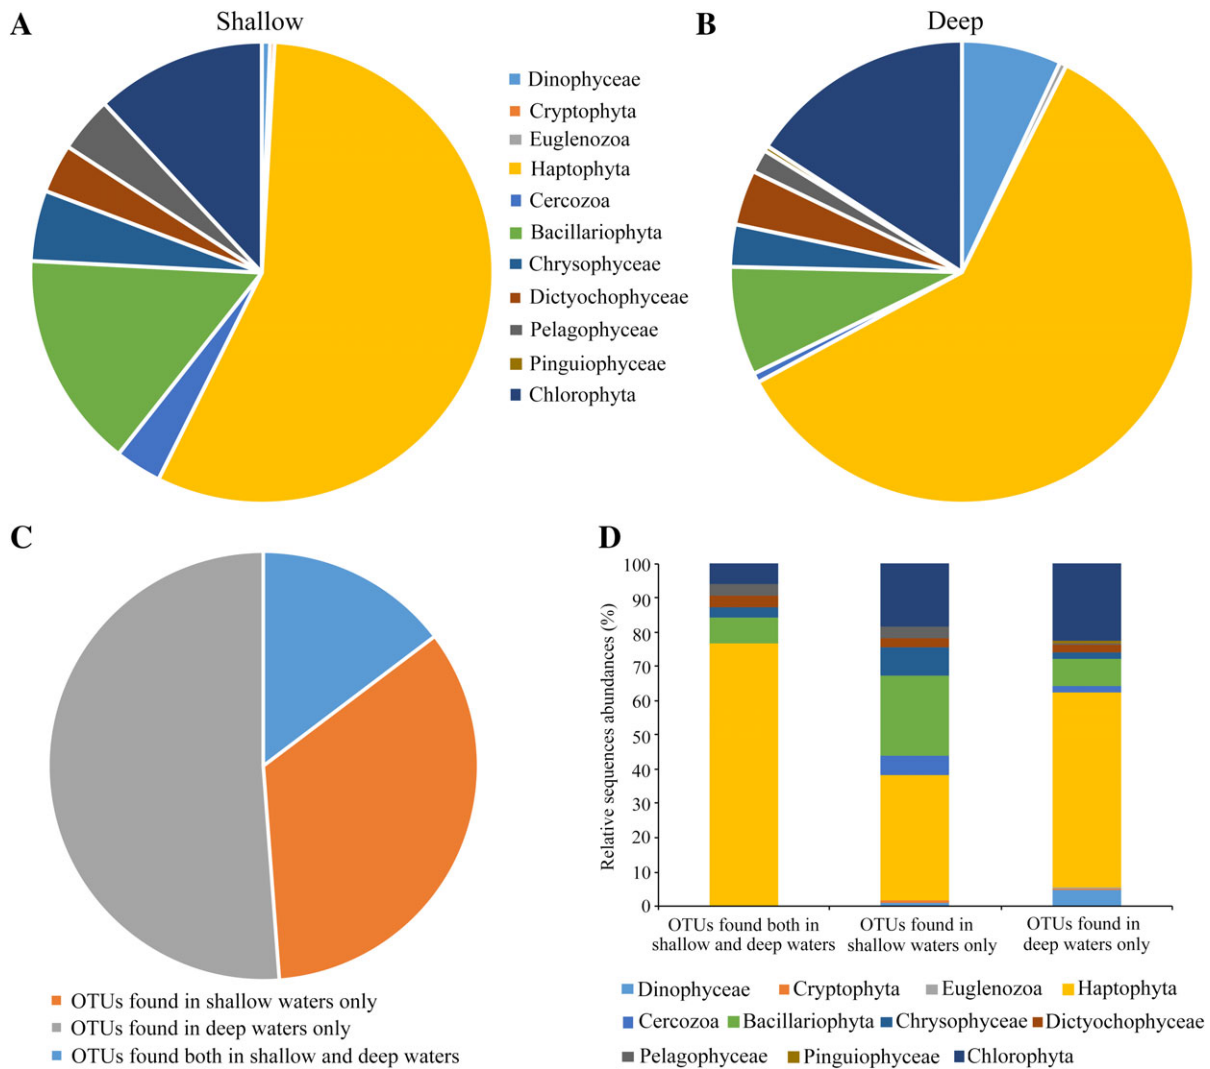 A
Shallow
B
Deep
Dinophyceae
Cryptophyta
Euglenozoa
Haptophyta
Cercozoa
Bacillariophyta
Chrysophyceae
Dictyochophyceae
Pelagophyceae
Pinguiophyceae
Chlorophyta
C
OTUs found in shallow waters only
OTUs found in deep waters only
OTUs found both in shallow and deep waters
D
Relative sequences abundances (%)
100
90
80
70
60
50
40
30
20
10
0
OTUs found both in
shallow and deep waters
OTUs found in
shallow waters only
OTUs found in
deep waters only
Dinophyceae Cryptophyta Euglenozoa Haptophyta
Cercozoa Bacillariophyta Chrysophyceae Dictyochophyceae
Pelagophyceae Pinguiophyceae Chlorophyta